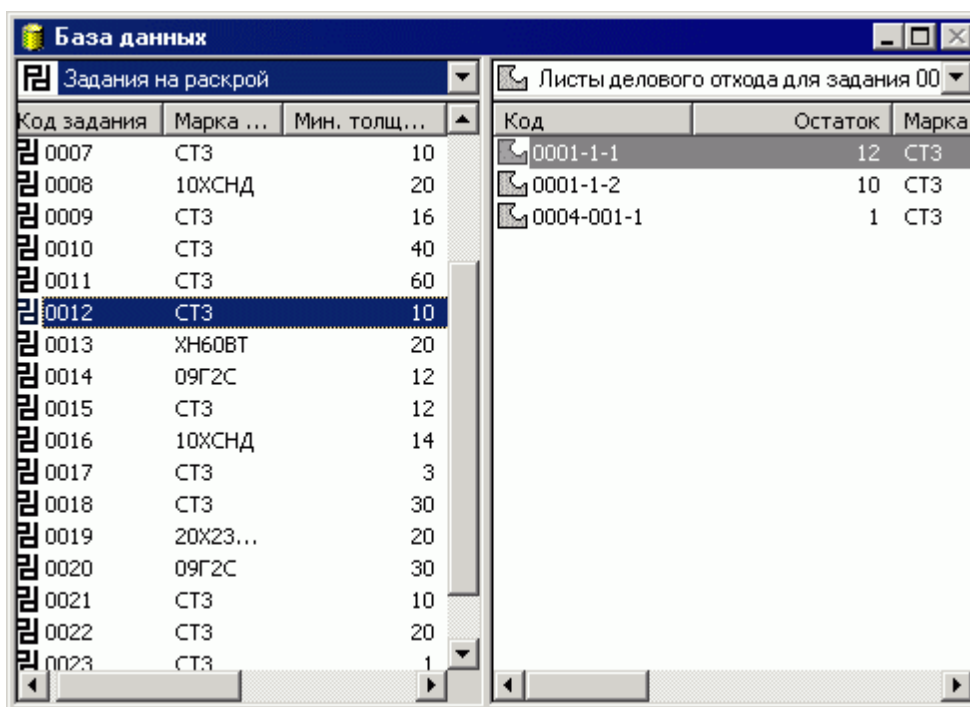 База данных
Задания на раскрой
Код задания Марка ... Мин. толщ...
0007 СТ3 10
0008 10ХСНД 20
0009 СТ3 16
0010 СТ3 40
0011 СТ3 60
0012 СТ3 10
0013 ХН60ВТ 20
0014 09Г2С 12
0015 СТ3 12
0016 10ХСНД 14
0017 СТ3 3
0018 СТ3 30
0019 20Х23... 20
0020 09Г2С 30
0021 СТ3 10
0022 СТ3 20
0023 СТ3 1
Листы делового отхода для задания 00
Код Остаток Марка
0001-1-1 12 СТ3
0001-1-2 10 СТ3
0004-001-1 1 СТ3